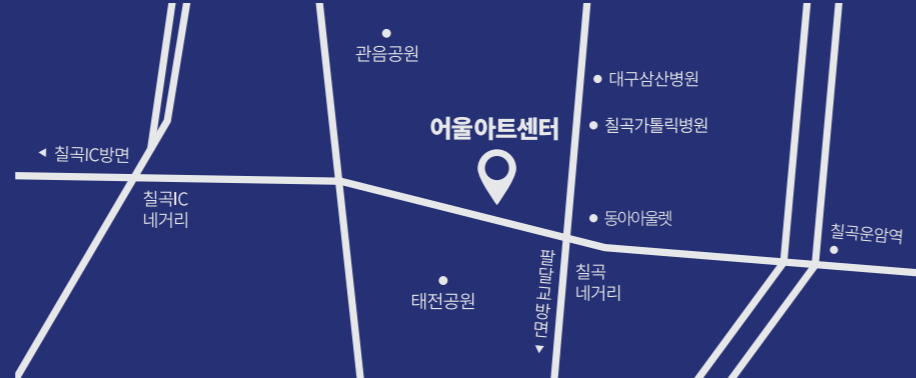 관음공원
대구삼산병원
어울아트센터
칠곡가톨릭병원
◀ 칠곡IC방면
칠곡IC
네거리
동아아울렛
칠곡운암역
팔달교방면 ▼
칠곡
네거리
태전공원